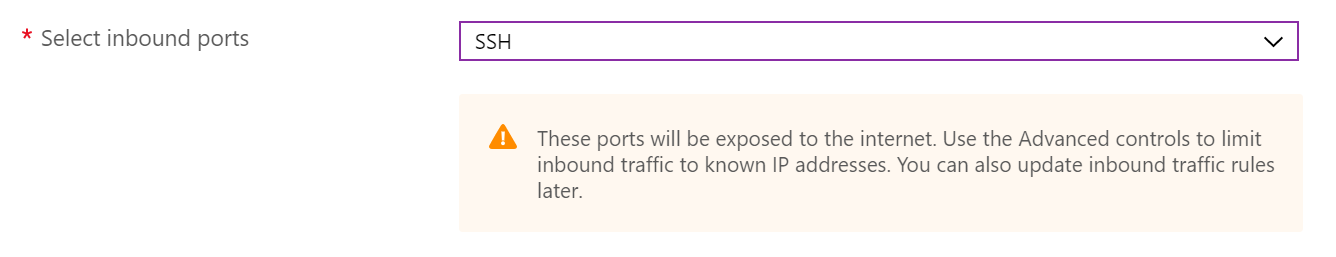 * Select inbound ports
SSH
These ports will be exposed to the internet. Use the Advanced controls to limit
inbound traffic to known IP addresses. You can also update inbound traffic rules
later.